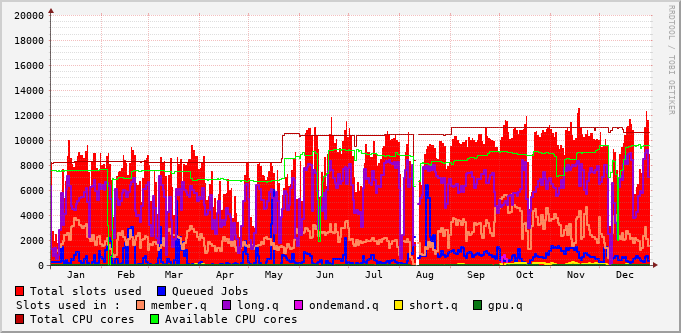 RRDTOOL / TOBI OETIKER
20000
18000
16000
14000
12000
10000
8000
6000
4000
2000
0
Jan Feb Mar Apr May Jun Jul Aug Sep Oct Nov Dec
Total slots used Queued Jobs
Slots used in : member.q long.q ondemand.q short.q gpu.q
Total CPU cores Available CPU cores